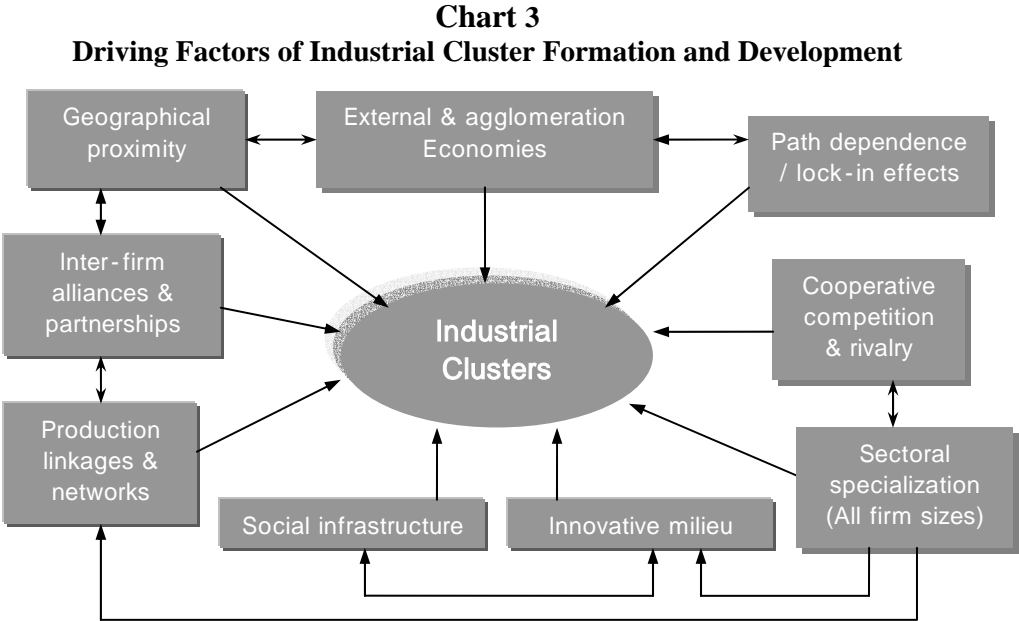 Chart 3
Driving Factors of Industrial Cluster Formation and Development
Geographical
proximity
External & agglomeration
Economies
Path dependence
/ lock-in effects
Inter-firm
alliances &
partnerships
Industrial
Clusters
Cooperative
competition
& rivalry
Production
linkages &
networks
Social infrastructure
Innovative milieu
Sectoral
specialization
(All firm sizes)